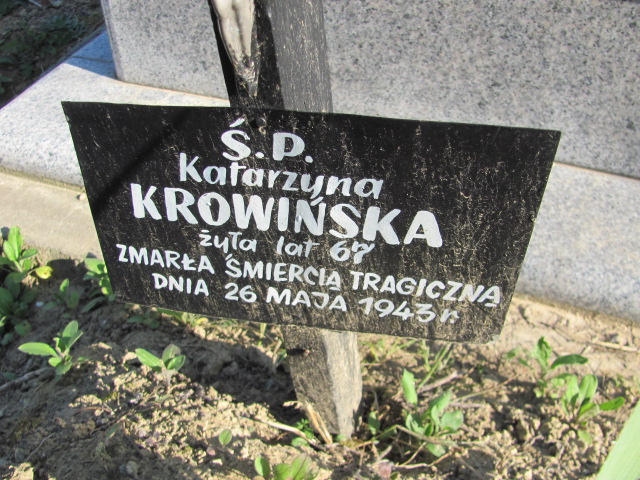 Ś.P.
Katarzyna
KROWIŃSKA
żyła lat 67
ZMARŁA ŚMIERCIĄ TRAGICZNĄ
DNIA 26 MAJA 1943 r.